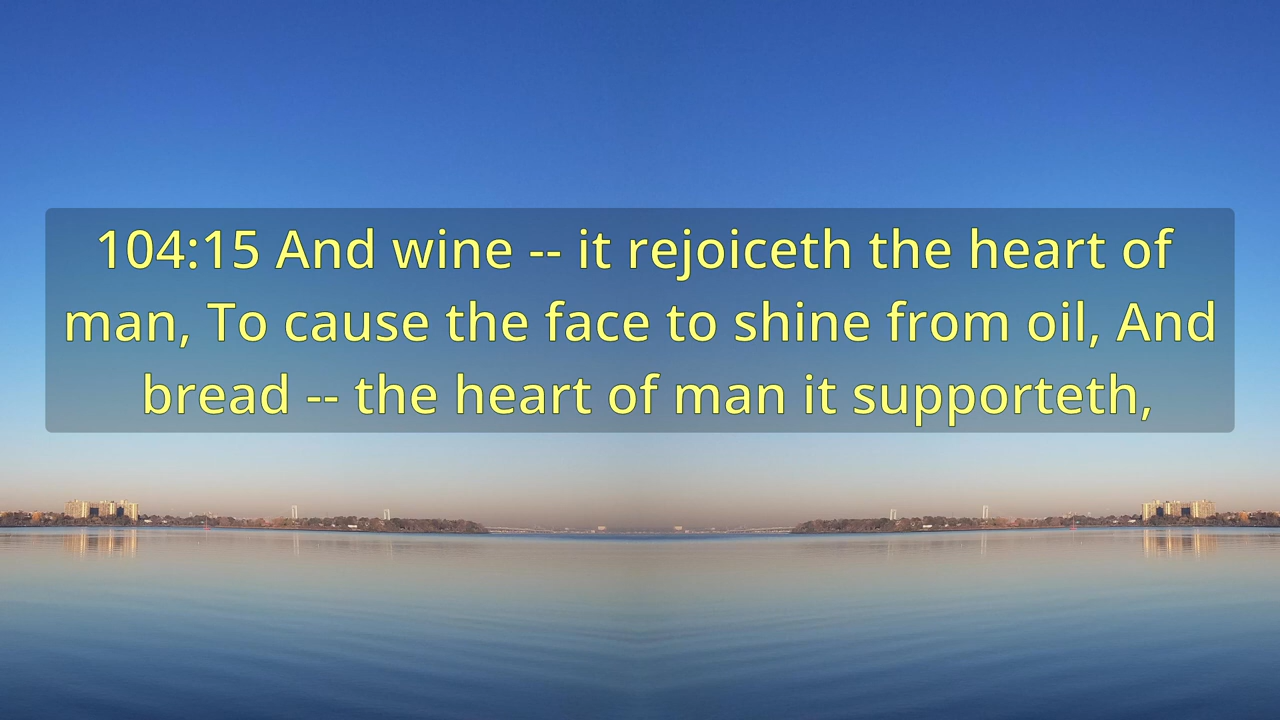 104:15 And wine -- it rejoiceth the heart of
man, To cause the face to shine from oil, And
bread -- the heart of man it supporteth,